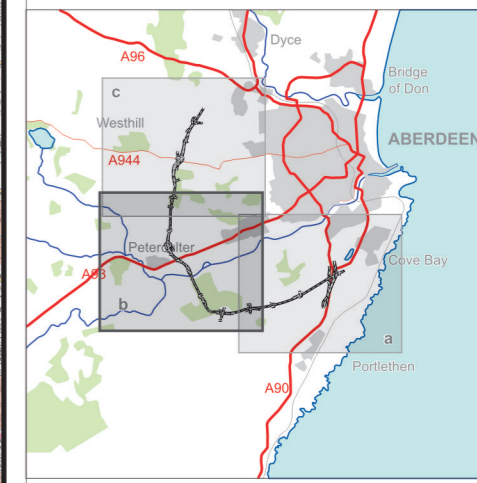 Dyce
A96
Bridge
of Don
c
Westhill
ABERDEEN
A944
Peterculter
Cove Bay
A93
b
a
Portlethen
A90